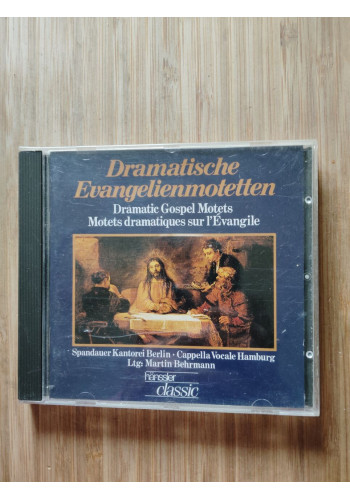 Dramatische
Evangelienmotetten
Dramatic Gospel Motets
Motets dramatiques sur l'Évangile
Spandauer Kantorei Berlin · Cappella Vocale Hamburg
Ltg: Martin Behrmann
hänssler
classic